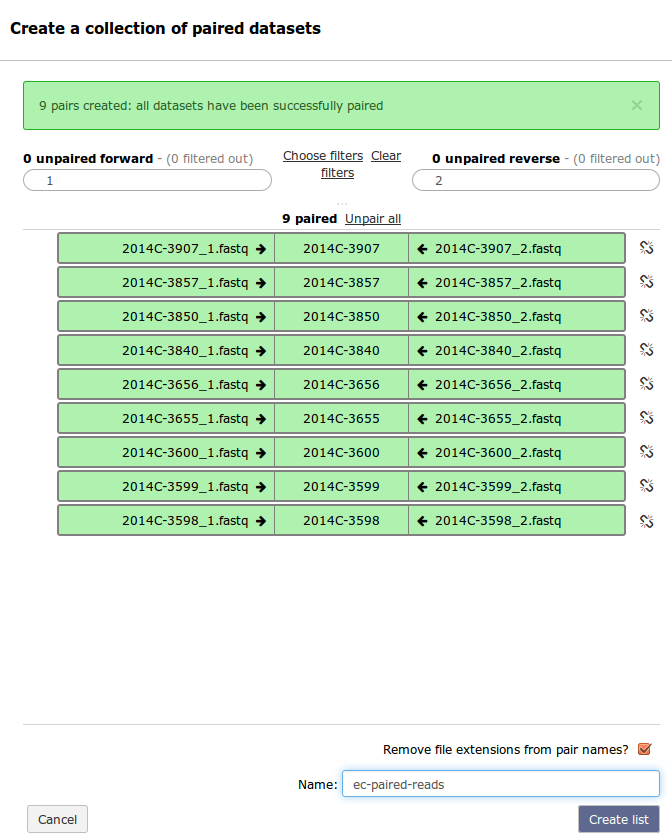 Create a collection of paired datasets
9 pairs created: all datasets have been successfully paired ×
0 unpaired forward - (0 filtered out) Choose filters Clear filters 0 unpaired reverse - (0 filtered out)
1 2
...
9 paired Unpair all
2014C-3907_1.fastq → 2014C-3907 ← 2014C-3907_2.fastq
2014C-3857_1.fastq → 2014C-3857 ← 2014C-3857_2.fastq
2014C-3850_1.fastq → 2014C-3850 ← 2014C-3850_2.fastq
2014C-3840_1.fastq → 2014C-3840 ← 2014C-3840_2.fastq
2014C-3656_1.fastq → 2014C-3656 ← 2014C-3656_2.fastq
2014C-3655_1.fastq → 2014C-3655 ← 2014C-3655_2.fastq
2014C-3600_1.fastq → 2014C-3600 ← 2014C-3600_2.fastq
2014C-3599_1.fastq → 2014C-3599 ← 2014C-3599_2.fastq
2014C-3598_1.fastq → 2014C-3598 ← 2014C-3598_2.fastq
Remove file extensions from pair names?
Name: ec-paired-reads
Cancel Create list